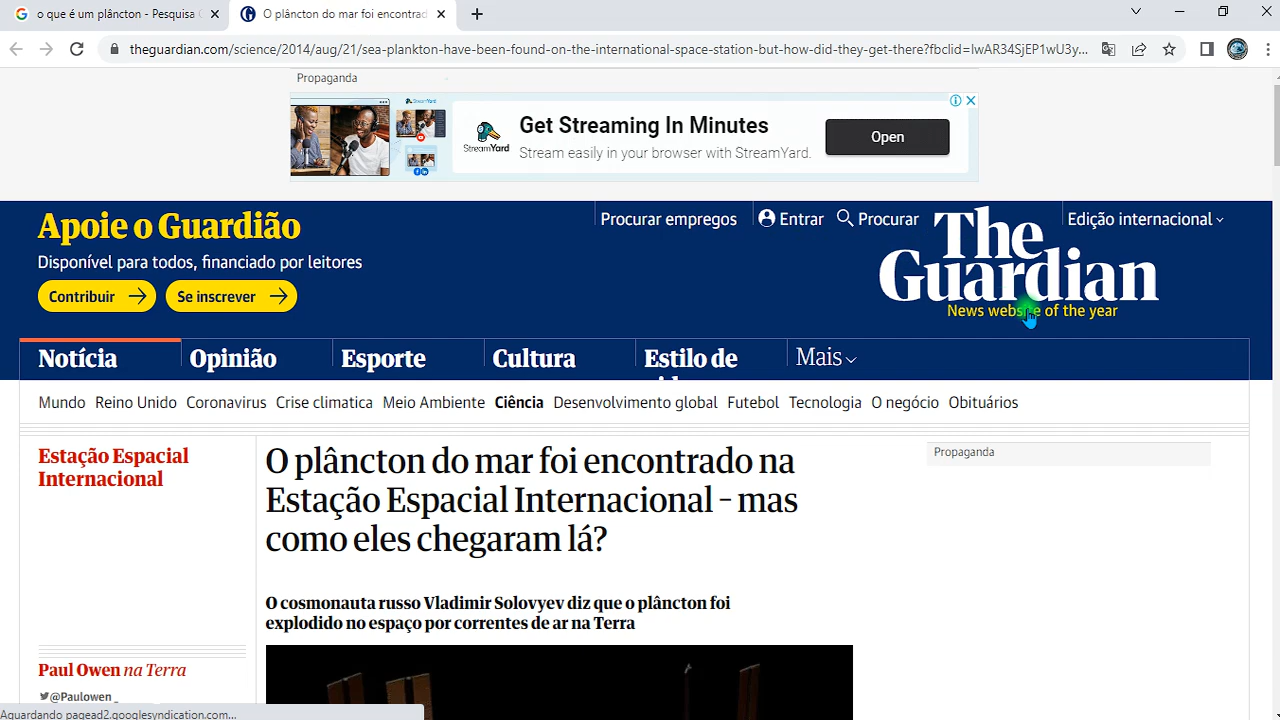 o que é um plâncton - Pesquisa
O plâncton do mar foi encontrad
theguardian.com/science/2014/aug/21/sea-plankton-have-been-found-on-the-international-space-station-but-how-did-they-get-there?fbclid=IwAR34SjEP1wU3y...
Propaganda
StreamYard
StreamYard
Get Streaming In Minutes
Stream easily in your browser with StreamYard.
Open
Apoie o Guardião
Disponível para todos, financiado por leitores
Contribuir
Se inscrever
Procurar empregos
Entrar
Procurar
Edição internacional
The Guardian
News website of the year
Notícia Opinião Esporte Cultura Estilo de Mais
Mundo Reino Unido Coronavirus Crise climatica Meio Ambiente Ciência Desenvolvimento global Futebol Tecnologia O negócio Obituários
Estação Espacial
Internacional
O plâncton do mar foi encontrado na
Estação Espacial Internacional – mas
como eles chegaram lá?
Propaganda
O cosmonauta russo Vladimir Solovyev diz que o plâncton foi
explodido no espaço por correntes de ar na Terra
Paul Owen na Terra
@Paulowen_
Aguardando pagead2.googlesyndication.com...